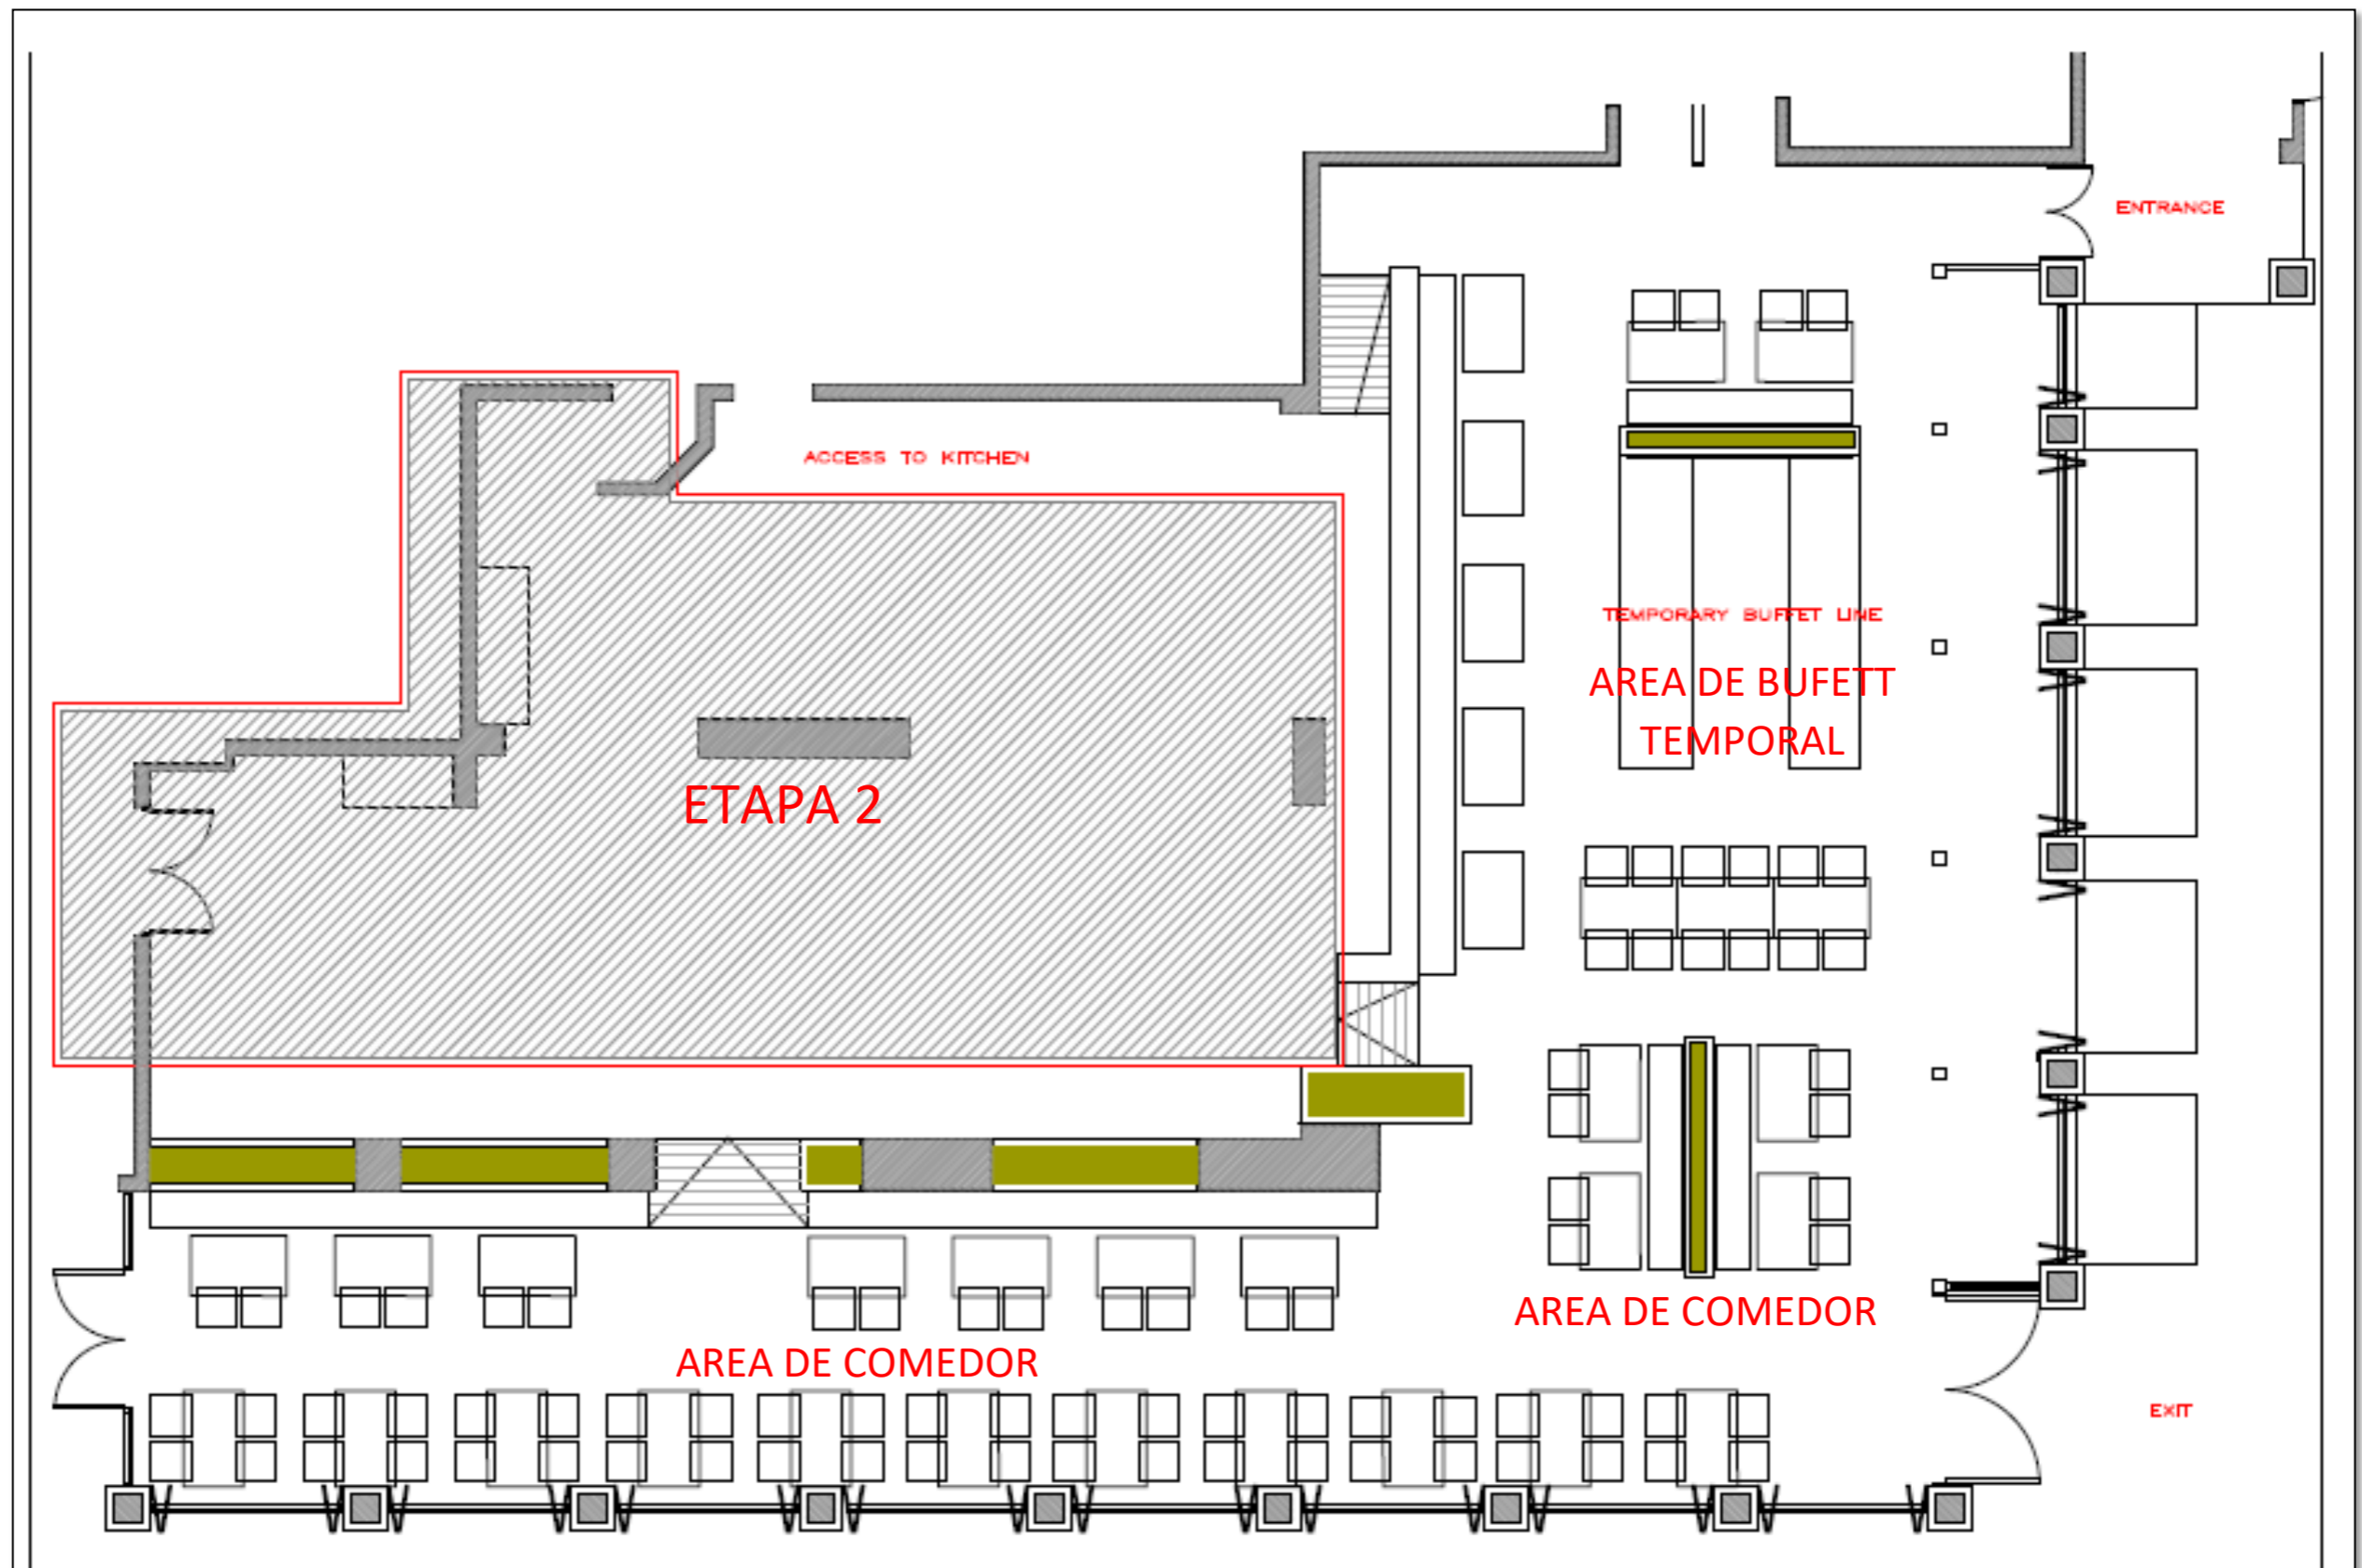 ENTRANCE
ACCESS TO KITCHEN
TEMPORARY BUFFET LINE
AREA DE BUFETT
TEMPORAL
ETAPA 2
AREA DE COMEDOR
AREA DE COMEDOR
EXIT